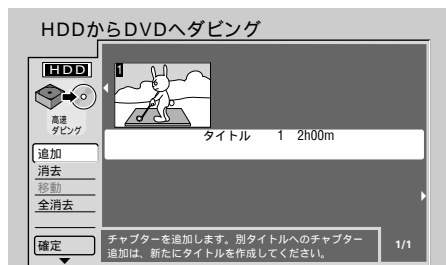 HDDからDVDへダビング
HDD
1
高速
ダビング
タイトル 1 2h00m
追加
消去
移動
全消去
確定
チャプターを追加します。別タイトルへのチャプター
追加は、新たにタイトルを作成してください。
1/1